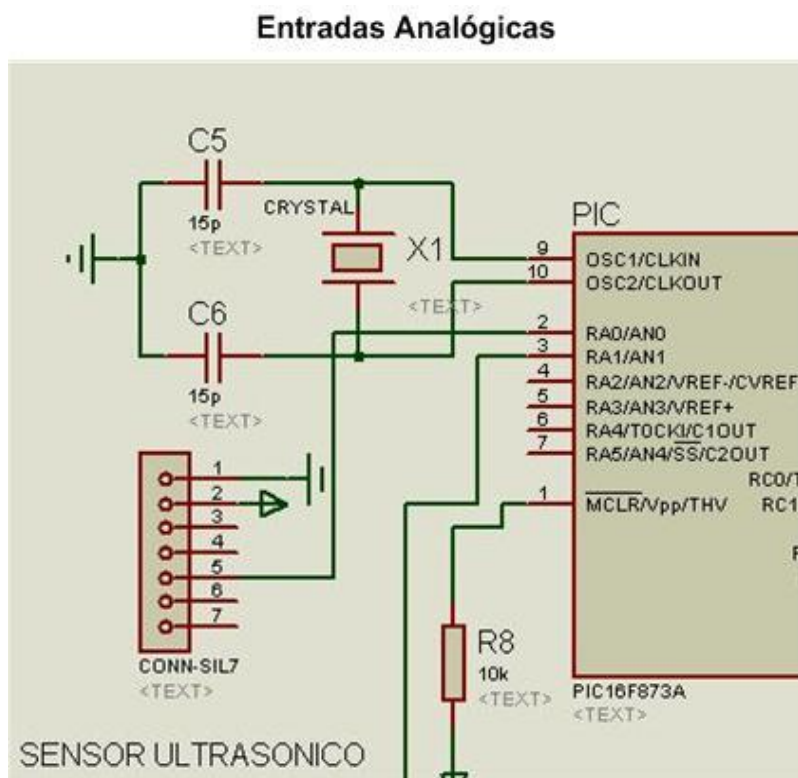 Entradas Analógicas
C5
15p
<TEXT>
CRYSTAL
X1
<TEXT>
C6
15p
<TEXT>
PIC
9 OSC1/CLKIN
10 OSC2/CLKOUT
2 RA0/AN0
3 RA1/AN1
4 RA2/AN2/VREF-/CVREF
5 RA3/AN3/VREF+
6 RA4/T0CKI/C1OUT
7 RA5/AN4/SS/C2OUT
RC0/T
1 MCLR/Vpp/THV RC1
1
2
3
4
5
6
7
CONN-SIL7
<TEXT>
R8
10k
<TEXT>
PIC16F873A
<TEXT>
SENSOR ULTRASONICO